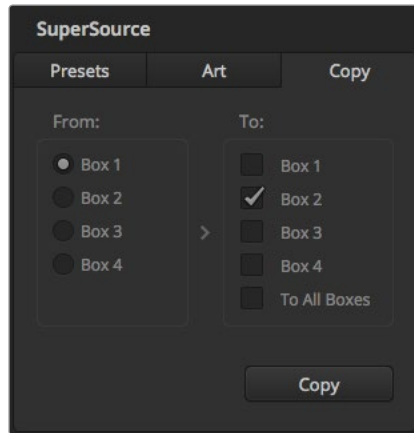 SuperSource
Presets Art Copy
From: To:
Box 1
Box 2
Box 3
Box 4
Box 1
Box 2
Box 3
Box 4
To All Boxes
Copy